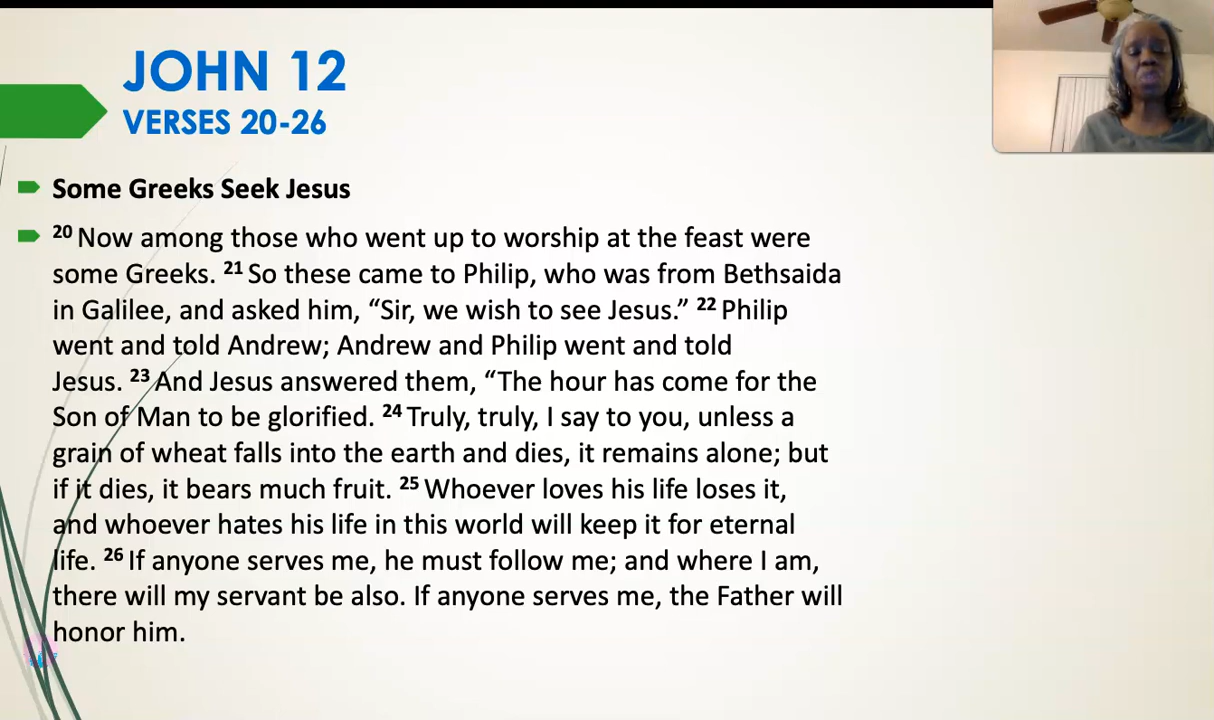 JOHN 12
VERSES 20-26
Some Greeks Seek Jesus
20 Now among those who went up to worship at the feast were
some Greeks. 21 So these came to Philip, who was from Bethsaida
in Galilee, and asked him, “Sir, we wish to see Jesus.” 22 Philip
went and told Andrew; Andrew and Philip went and told
Jesus. 23 And Jesus answered them, “The hour has come for the
Son of Man to be glorified. 24 Truly, truly, I say to you, unless a
grain of wheat falls into the earth and dies, it remains alone; but
if it dies, it bears much fruit. 25 Whoever loves his life loses it,
and whoever hates his life in this world will keep it for eternal
life. 26 If anyone serves me, he must follow me; and where I am,
there will my servant be also. If anyone serves me, the Father will
honor him.